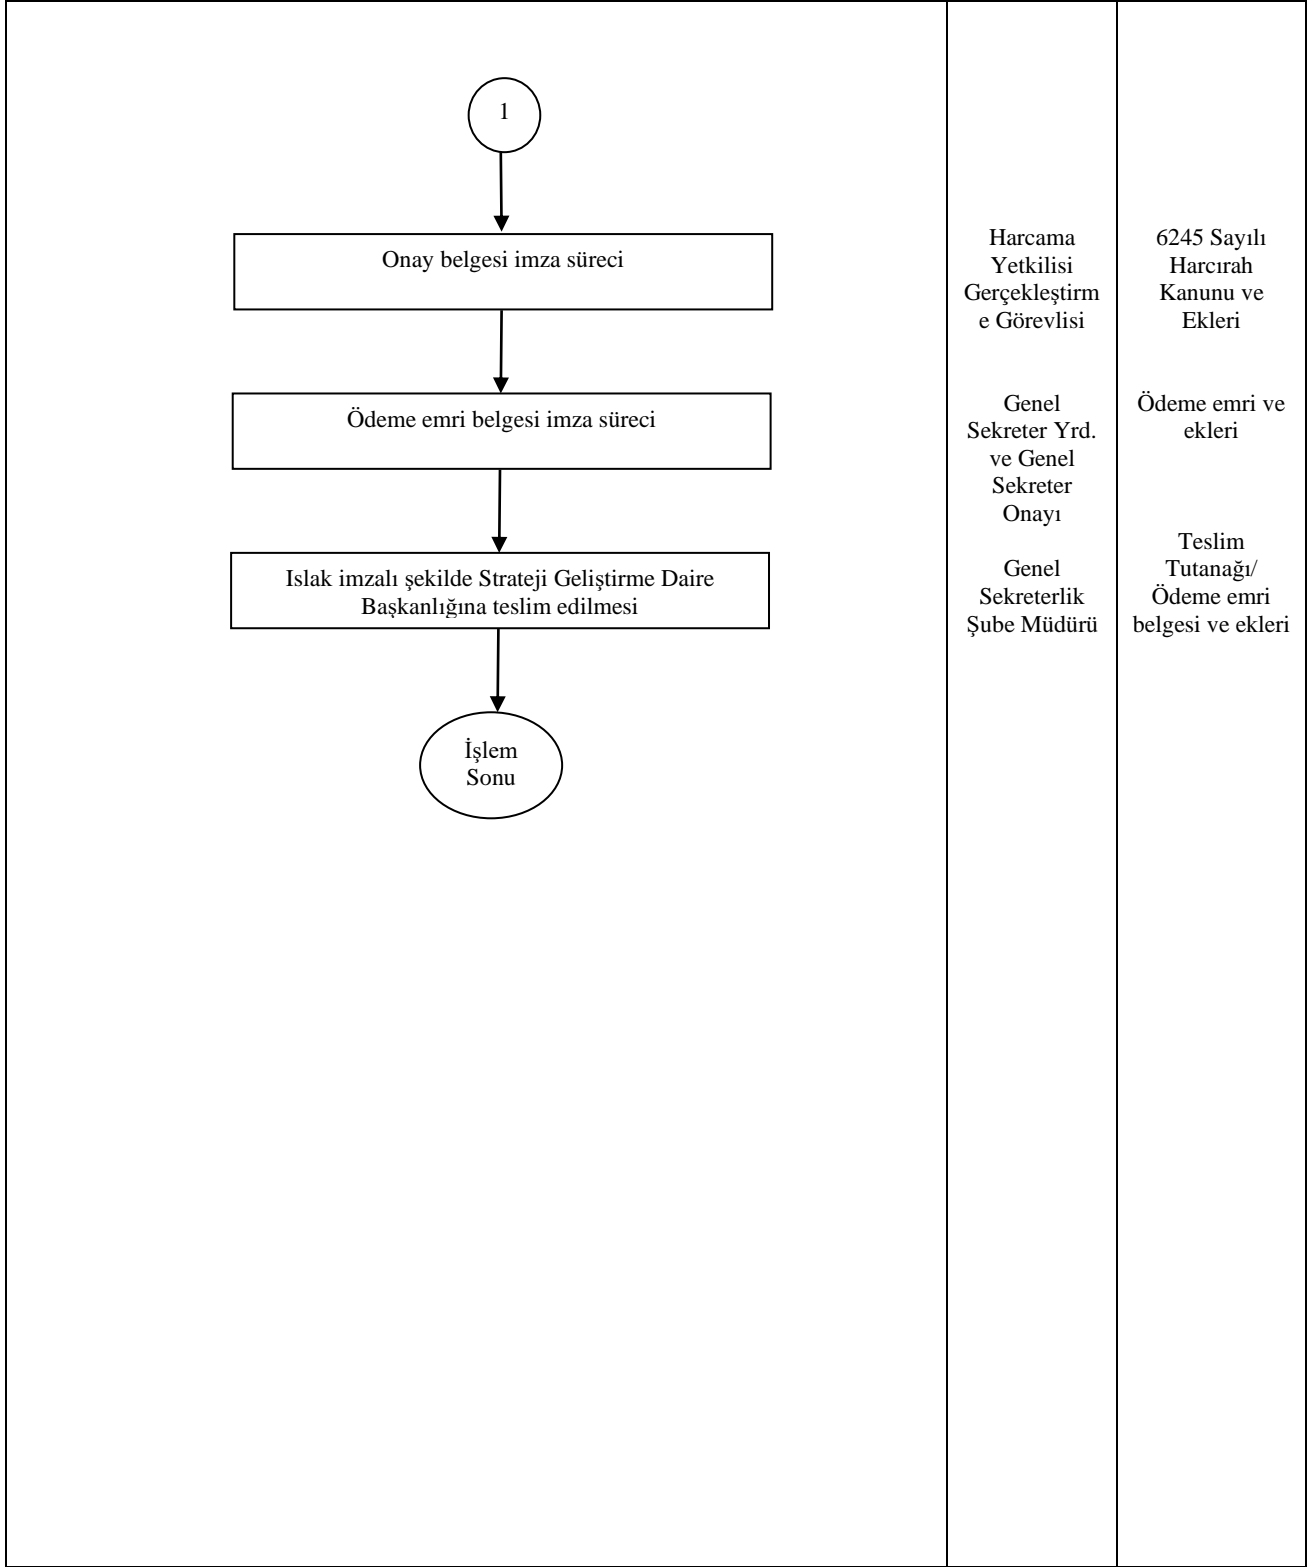 1
Onay belgesi imza süreci
Ödeme emri belgesi imza süreci
Islak imzalı şekilde Strateji Geliştirme Daire
Başkanlığına teslim edilmesi
İşlem
Sonu
Harcama
Yetkilisi
Gerçekleştirm
e Görevlisi
Genel
Sekreter Yrd.
ve Genel
Sekreter
Onayı
Genel
Sekreterlik
Şube Müdürü
6245 Sayılı
Harcırah
Kanunu ve
Ekleri
Ödeme emri ve
ekleri
Teslim
Tutanağı/
Ödeme emri
belgesi ve ekleri